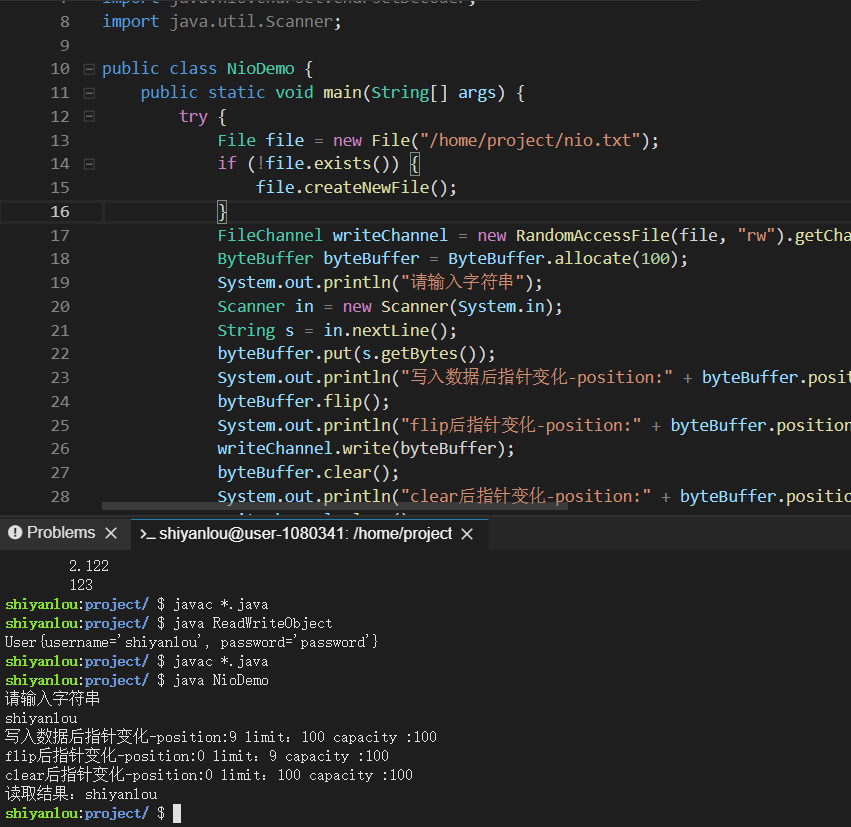 8 import java.util.Scanner;
9
10 public class NioDemo {
11 public static void main(String[] args) {
12 try {
13 File file = new File("/home/project/nio.txt");
14 if (!file.exists()) {
15 file.createNewFile();
16 }
17 FileChannel writeChannel = new RandomAccessFile(file, "rw").getCha
18 ByteBuffer byteBuffer = ByteBuffer.allocate(100);
19 System.out.println("请输入字符串");
20 Scanner in = new Scanner(System.in);
21 String s = in.nextLine();
22 byteBuffer.put(s.getBytes());
23 System.out.println("写入数据后指针变化-position:" + byteBuffer.posit
24 byteBuffer.flip();
25 System.out.println("flip后指针变化-position:" + byteBuffer.position
26 writeChannel.write(byteBuffer);
27 byteBuffer.clear();
28 System.out.println("clear后指针变化-position:" + byteBuffer.positio
Problems
shiyanlou@user-1080341: /home/project
2.122
123
shiyanlou:project/ $ javac *.java
shiyanlou:project/ $ java ReadWriteObject
User{username='shiyanlou', password='password'}
shiyanlou:project/ $ javac *.java
shiyanlou:project/ $ java NioDemo
请输入字符串
shiyanlou
写入数据后指针变化-position:9 limit：100 capacity :100
flip后指针变化-position:0 limit：9 capacity :100
clear后指针变化-position:0 limit：100 capacity :100
读取结果：shiyanlou
shiyanlou:project/ $